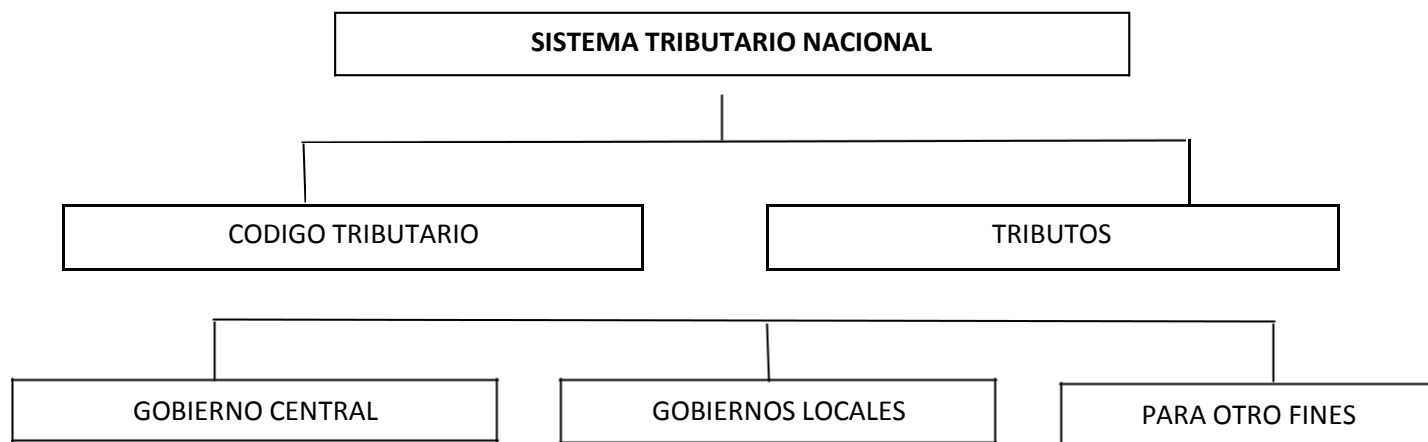 SISTEMA TRIBUTARIO NACIONAL
CODIGO TRIBUTARIO
TRIBUTOS
GOBIERNO CENTRAL
GOBIERNOS LOCALES
PARA OTRO FINES